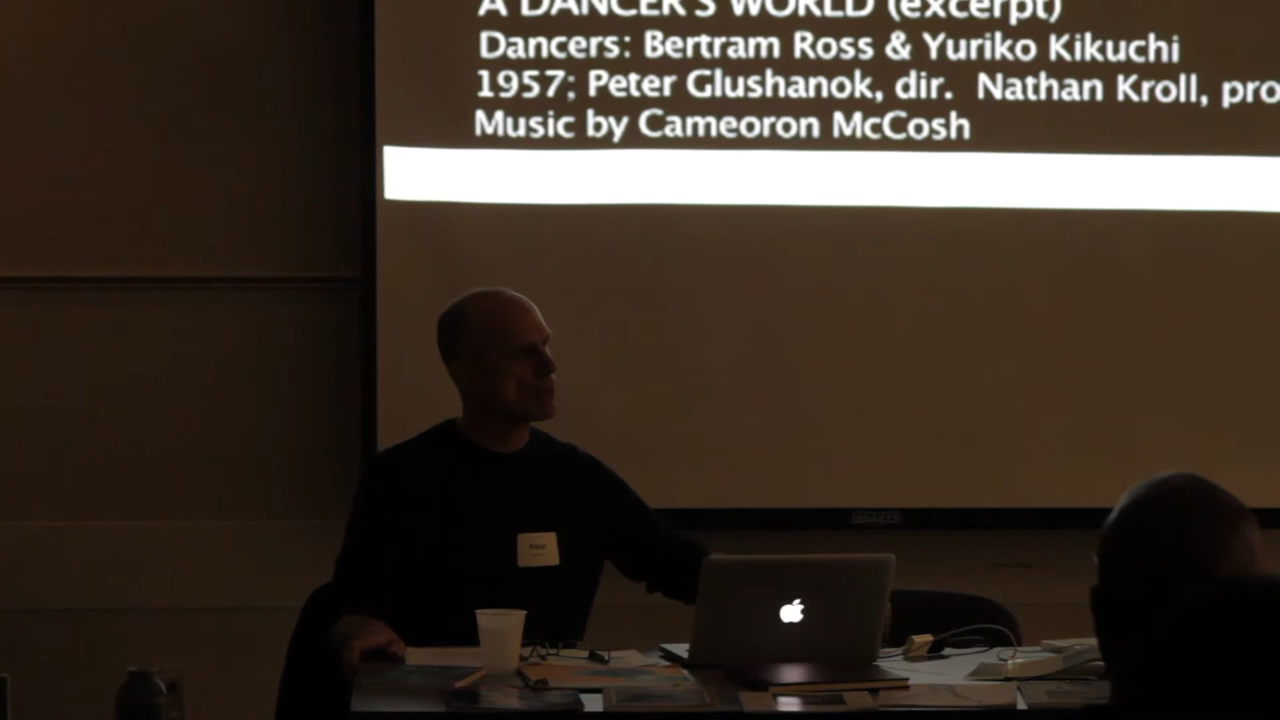 A DANCER'S WORLD (excerpt)
Dancers: Bertram Ross & Yuriko Kikuchi
1957; Peter Glushanok, dir. Nathan Kroll, pro
Music by Cameoron McCosh